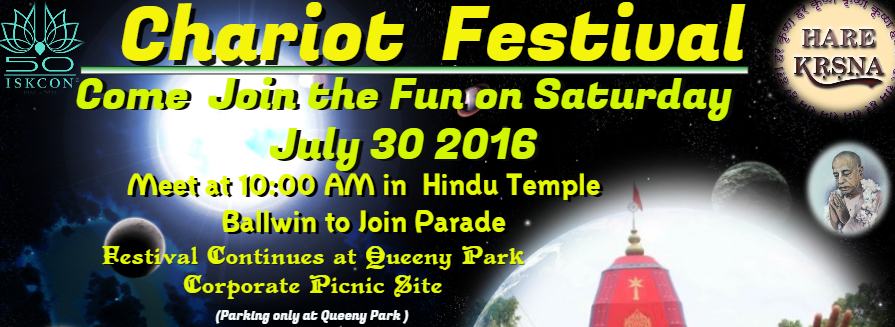 Chariot Festival
50
ISKCON
HARE
KRSNA
Come Join the Fun on Saturday
July 30 2016
Meet at 10:00 AM in Hindu Temple
Ballwin to Join Parade
Festival Continues at Queeny Park
Corporate Picnic Site
(Parking only at Queeny Park )